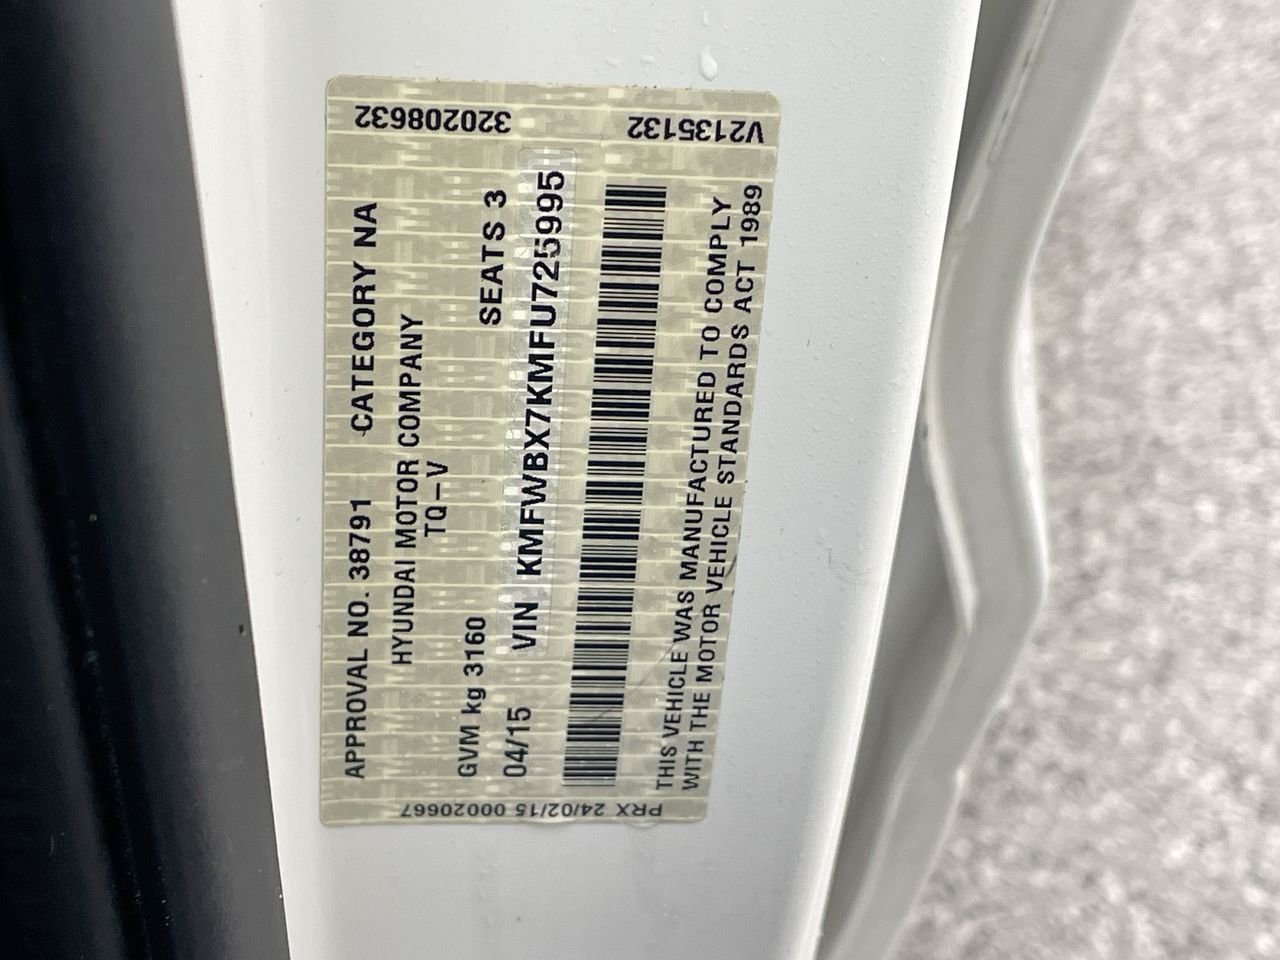 320208632 V2135132
APPROVAL NO. 38791 CATEGORY NA
HYUNDAI MOTOR COMPANY
TQ-V
GVM kg 3160 SEATS 3
04/15 VIN KMFWBX7KMFU725995
THIS VEHICLE WAS MANUFACTURED TO COMPLY
WITH THE MOTOR VEHICLE STANDARDS ACT 1989
PRX 24/02/15 00020667